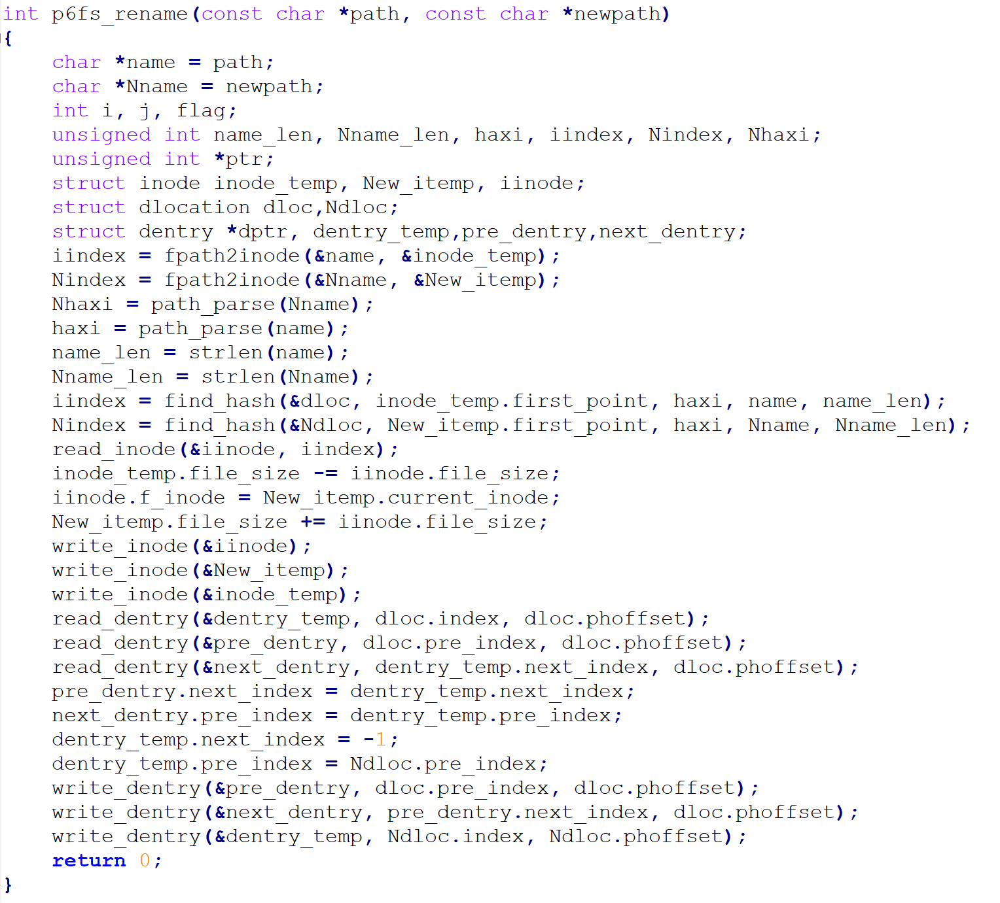 int p6fs_rename(const char *path, const char *newpath)
{
    char *name = path;
    char *Nname = newpath;
    int i, j, flag;
    unsigned int name_len, Nname_len, haxi, iindex, Nindex, Nhaxi;
    unsigned int *ptr;
    struct inode inode_temp, New_itemp, iinode;
    struct dlocation dloc,Ndloc;
    struct dentry *dptr, dentry_temp,pre_dentry,next_dentry;
    iindex = fpath2inode(&name, &inode_temp);
    Nindex = fpath2inode(&Nname, &New_itemp);
    Nhaxi = path_parse(Nname);
    haxi = path_parse(name);
    name_len = strlen(name);
    Nname_len = strlen(Nname);
    iindex = find_hash(&dloc, inode_temp.first_point, haxi, name, name_len);
    Nindex = find_hash(&Ndloc, New_itemp.first_point, haxi, Nname, Nname_len);
    read_inode(&iinode, iindex);
    inode_temp.file_size -= iinode.file_size;
    iinode.f_inode = New_itemp.current_inode;
    New_itemp.file_size += iinode.file_size;
    write_inode(&iinode);
    write_inode(&New_itemp);
    write_inode(&inode_temp);
    read_dentry(&dentry_temp, dloc.index, dloc.phoffset);
    read_dentry(&pre_dentry, dloc.pre_index, dloc.phoffset);
    read_dentry(&next_dentry, dentry_temp.next_index, dloc.phoffset);
    pre_dentry.next_index = dentry_temp.next_index;
    next_dentry.pre_index = dentry_temp.pre_index;
    dentry_temp.next_index = -1;
    dentry_temp.pre_index = Ndloc.pre_index;
    write_dentry(&pre_dentry, dloc.pre_index, dloc.phoffset);
    write_dentry(&next_dentry, pre_dentry.next_index, dloc.phoffset);
    write_dentry(&dentry_temp, Ndloc.index, Ndloc.phoffset);
    return 0;
}